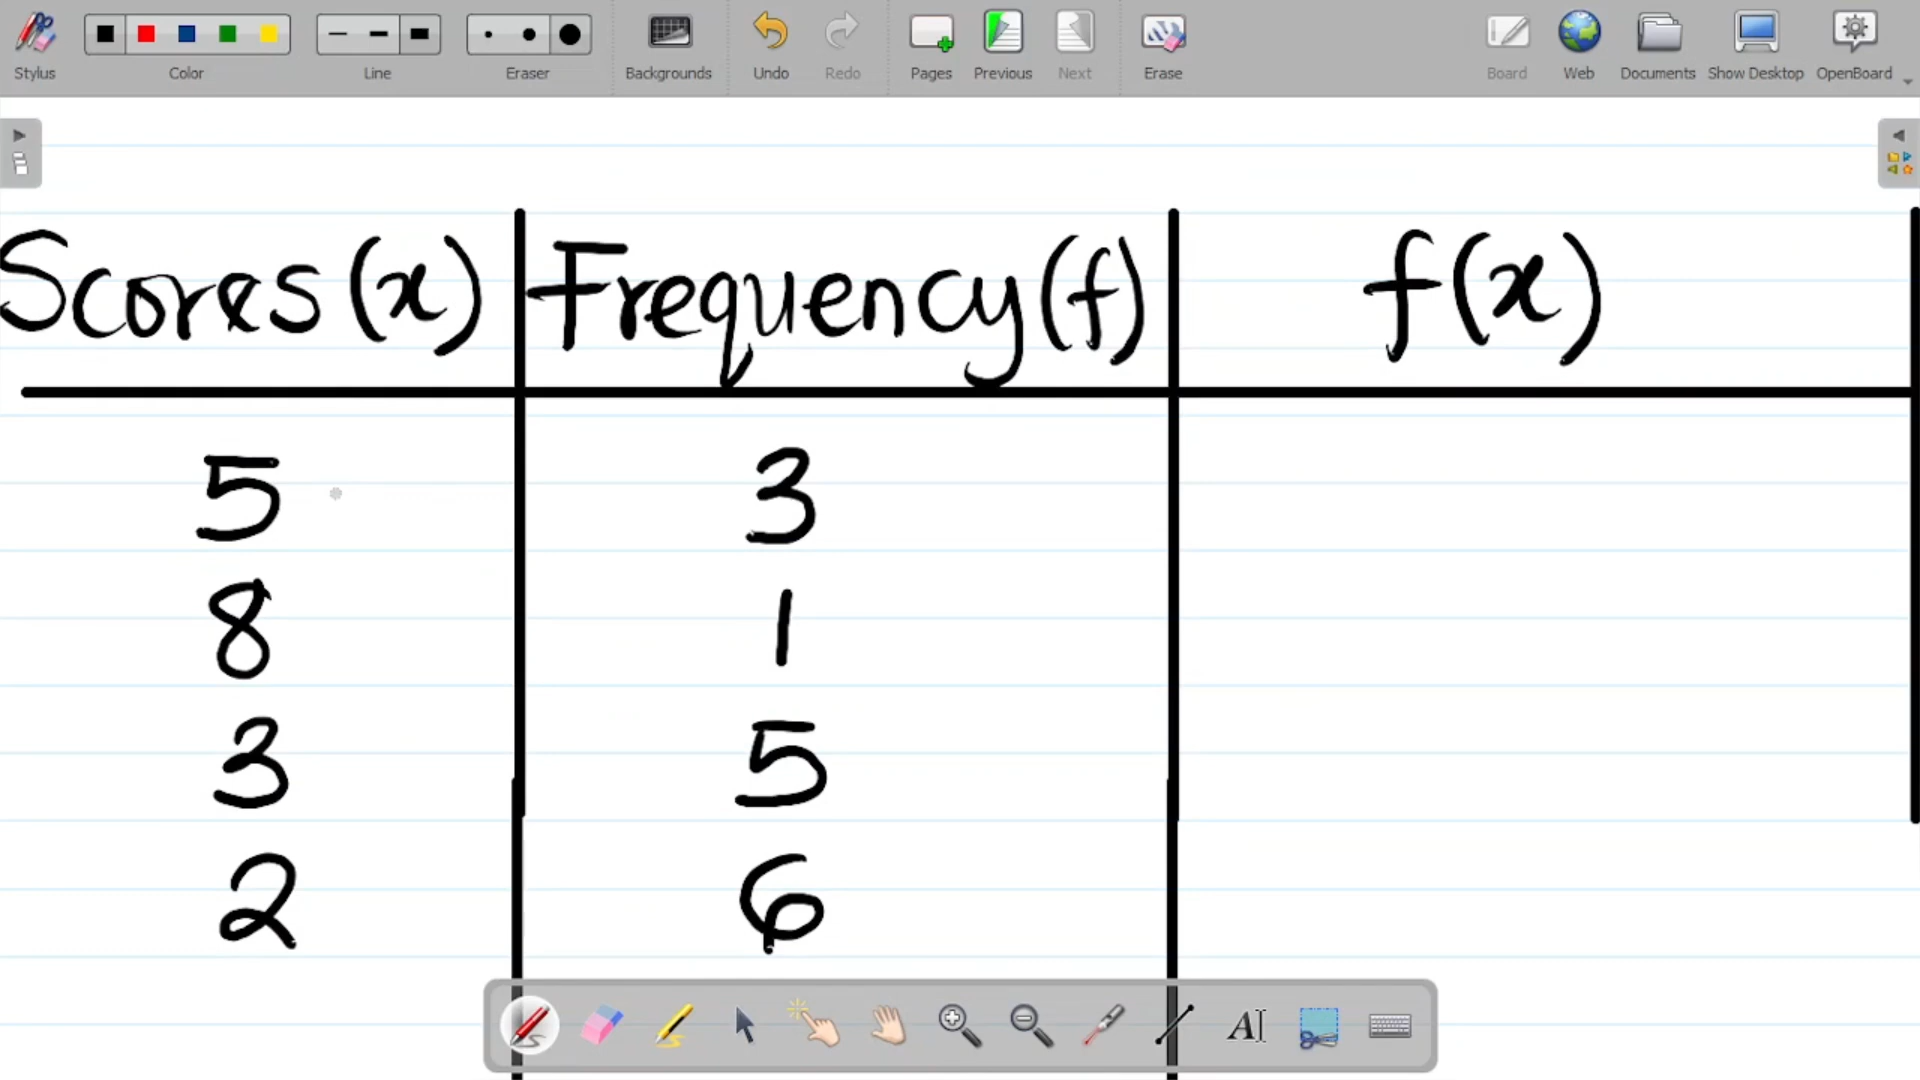 Stylus Color Line Eraser Backgrounds Undo Redo Pages Previous Next Erase Board Web Documents Show Desktop OpenBoard
Scores (x) Frequency (f) f(x)
5 3
8 1
3 5
2 6